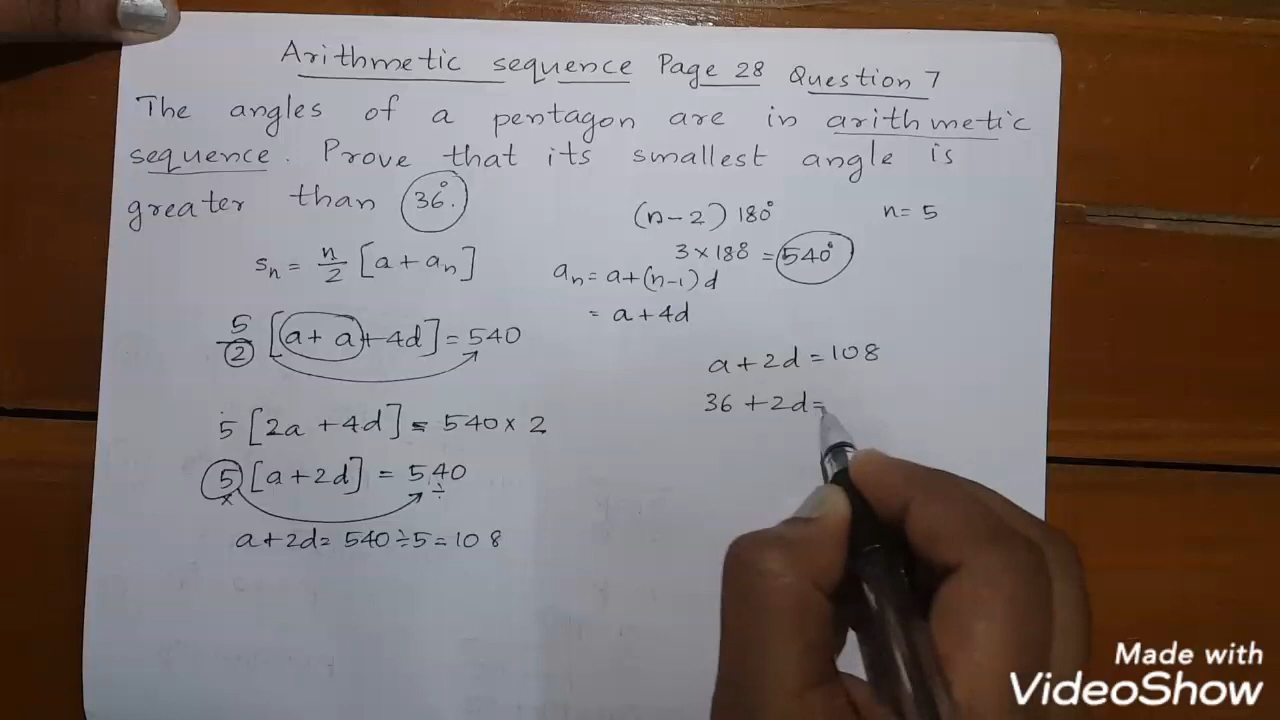 Arithmetic sequence Page 28 Question 7
The angles of a pentagon are in arithmetic
sequence. Prove that its smallest angle is
greater than 36°.
(n-2) 180° n= 5
3 x 188 = 540°
Sn = n/2 [a + an]
an = a+(n-1)d
= a+4d
5/2 [a+ a+4d] = 540
a+2d = 108
36 +2d=
5 [2a +4d] = 540 x 2
5 [a+2d] = 540
x ÷
a+2d= 540÷5=108
Made with
VideoShow